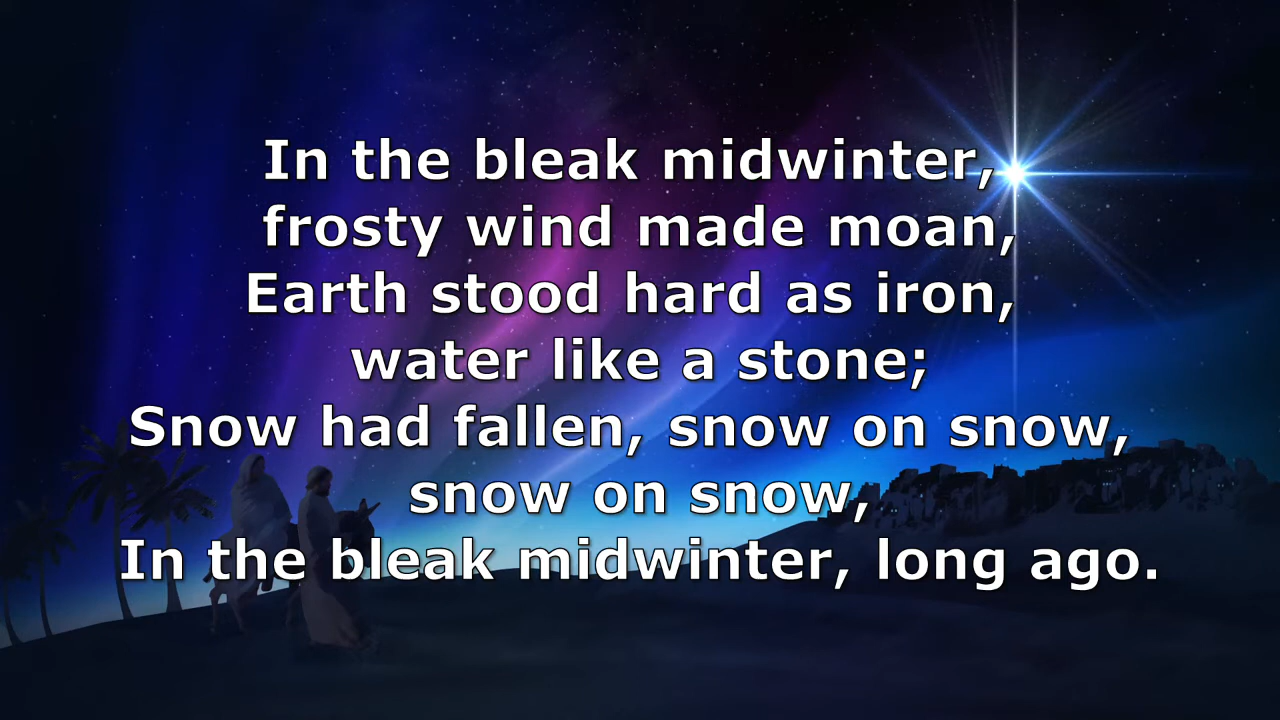 In the bleak midwinter,
frosty wind made moan,
Earth stood hard as iron,
water like a stone;
Snow had fallen, snow on snow,
snow on snow,
In the bleak midwinter, long ago.